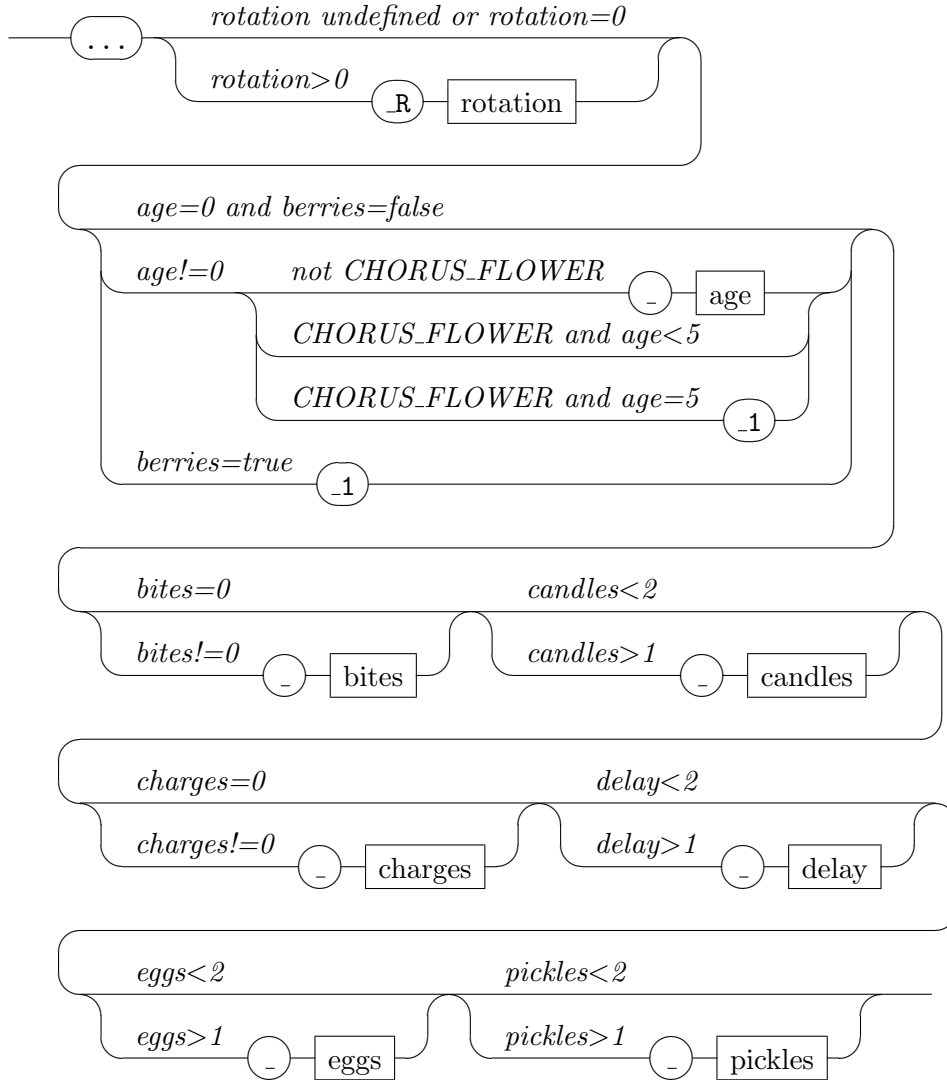 rotation undefined or rotation=0
...
rotation>0 _R rotation
age=0 and berries=false
age!=0 not CHORUS_FLOWER _ age
CHORUS_FLOWER and age<5
CHORUS_FLOWER and age=5 _1
berries=true _1
bites=0 candles<2
bites!=0 _ bites candles>1 _ candles
charges=0 delay<2
charges!=0 _ charges delay>1 _ delay
eggs<2 pickles<2
eggs>1 _ eggs pickles>1 _ pickles